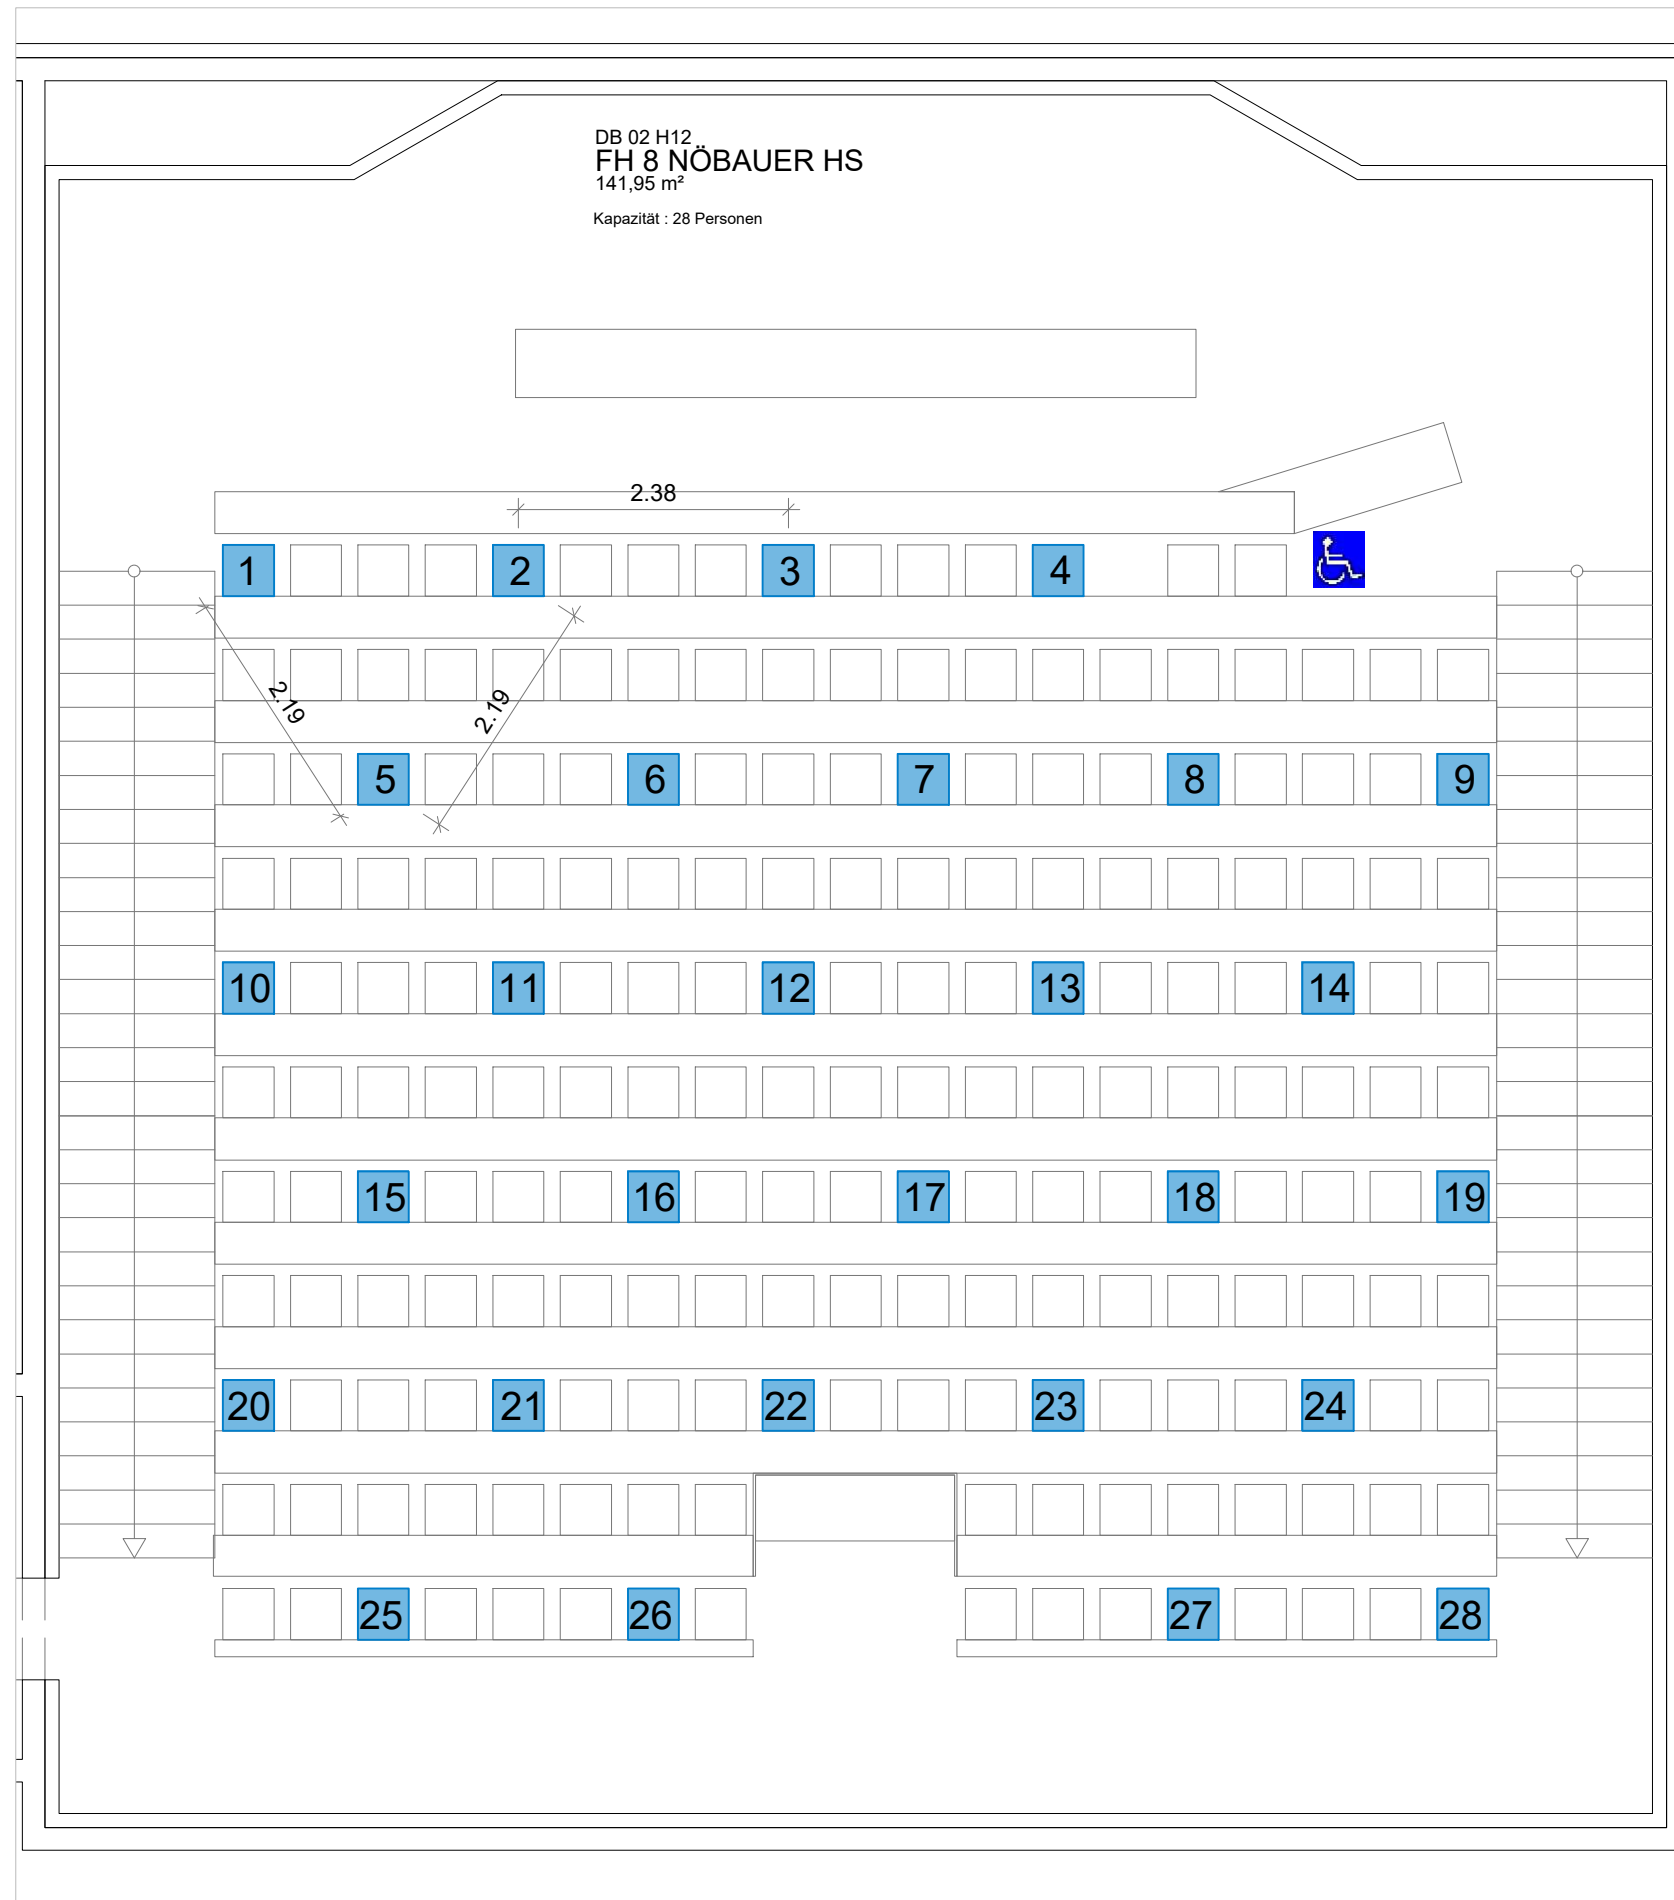 DB 02 H12
FH 8 NÖBAUER HS
141,95 m²
Kapazität : 28 Personen
2.38
1 2 3 4
2.19 2.19
5 6 7 8 9
10 11 12 13 14
15 16 17 18 19
20 21 22 23 24
25 26 27 28